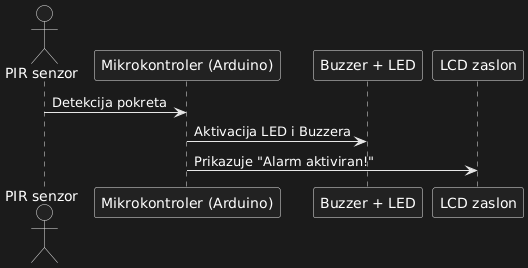 PIR senzor
Mikrokontroler (Arduino)
Buzzer + LED
LCD zaslon
Detekcija pokreta
Aktivacija LED i Buzzera
Prikazuje "Alarm aktiviran!"
PIR senzor
Mikrokontroler (Arduino)
Buzzer + LED
LCD zaslon